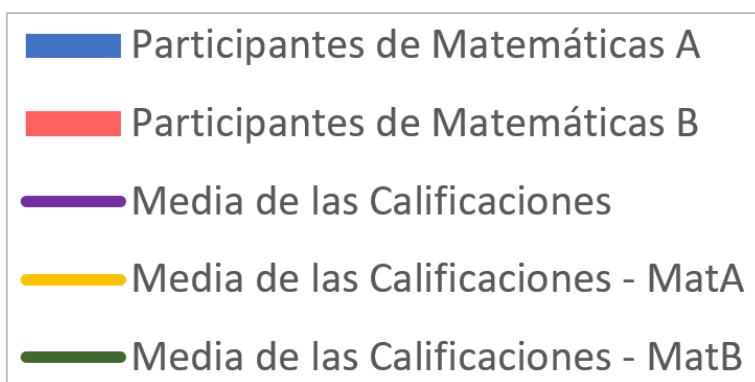 Participantes de Matemáticas A
Participantes de Matemáticas B
Media de las Calificaciones
Media de las Calificaciones - MatA
Media de las Calificaciones - MatB